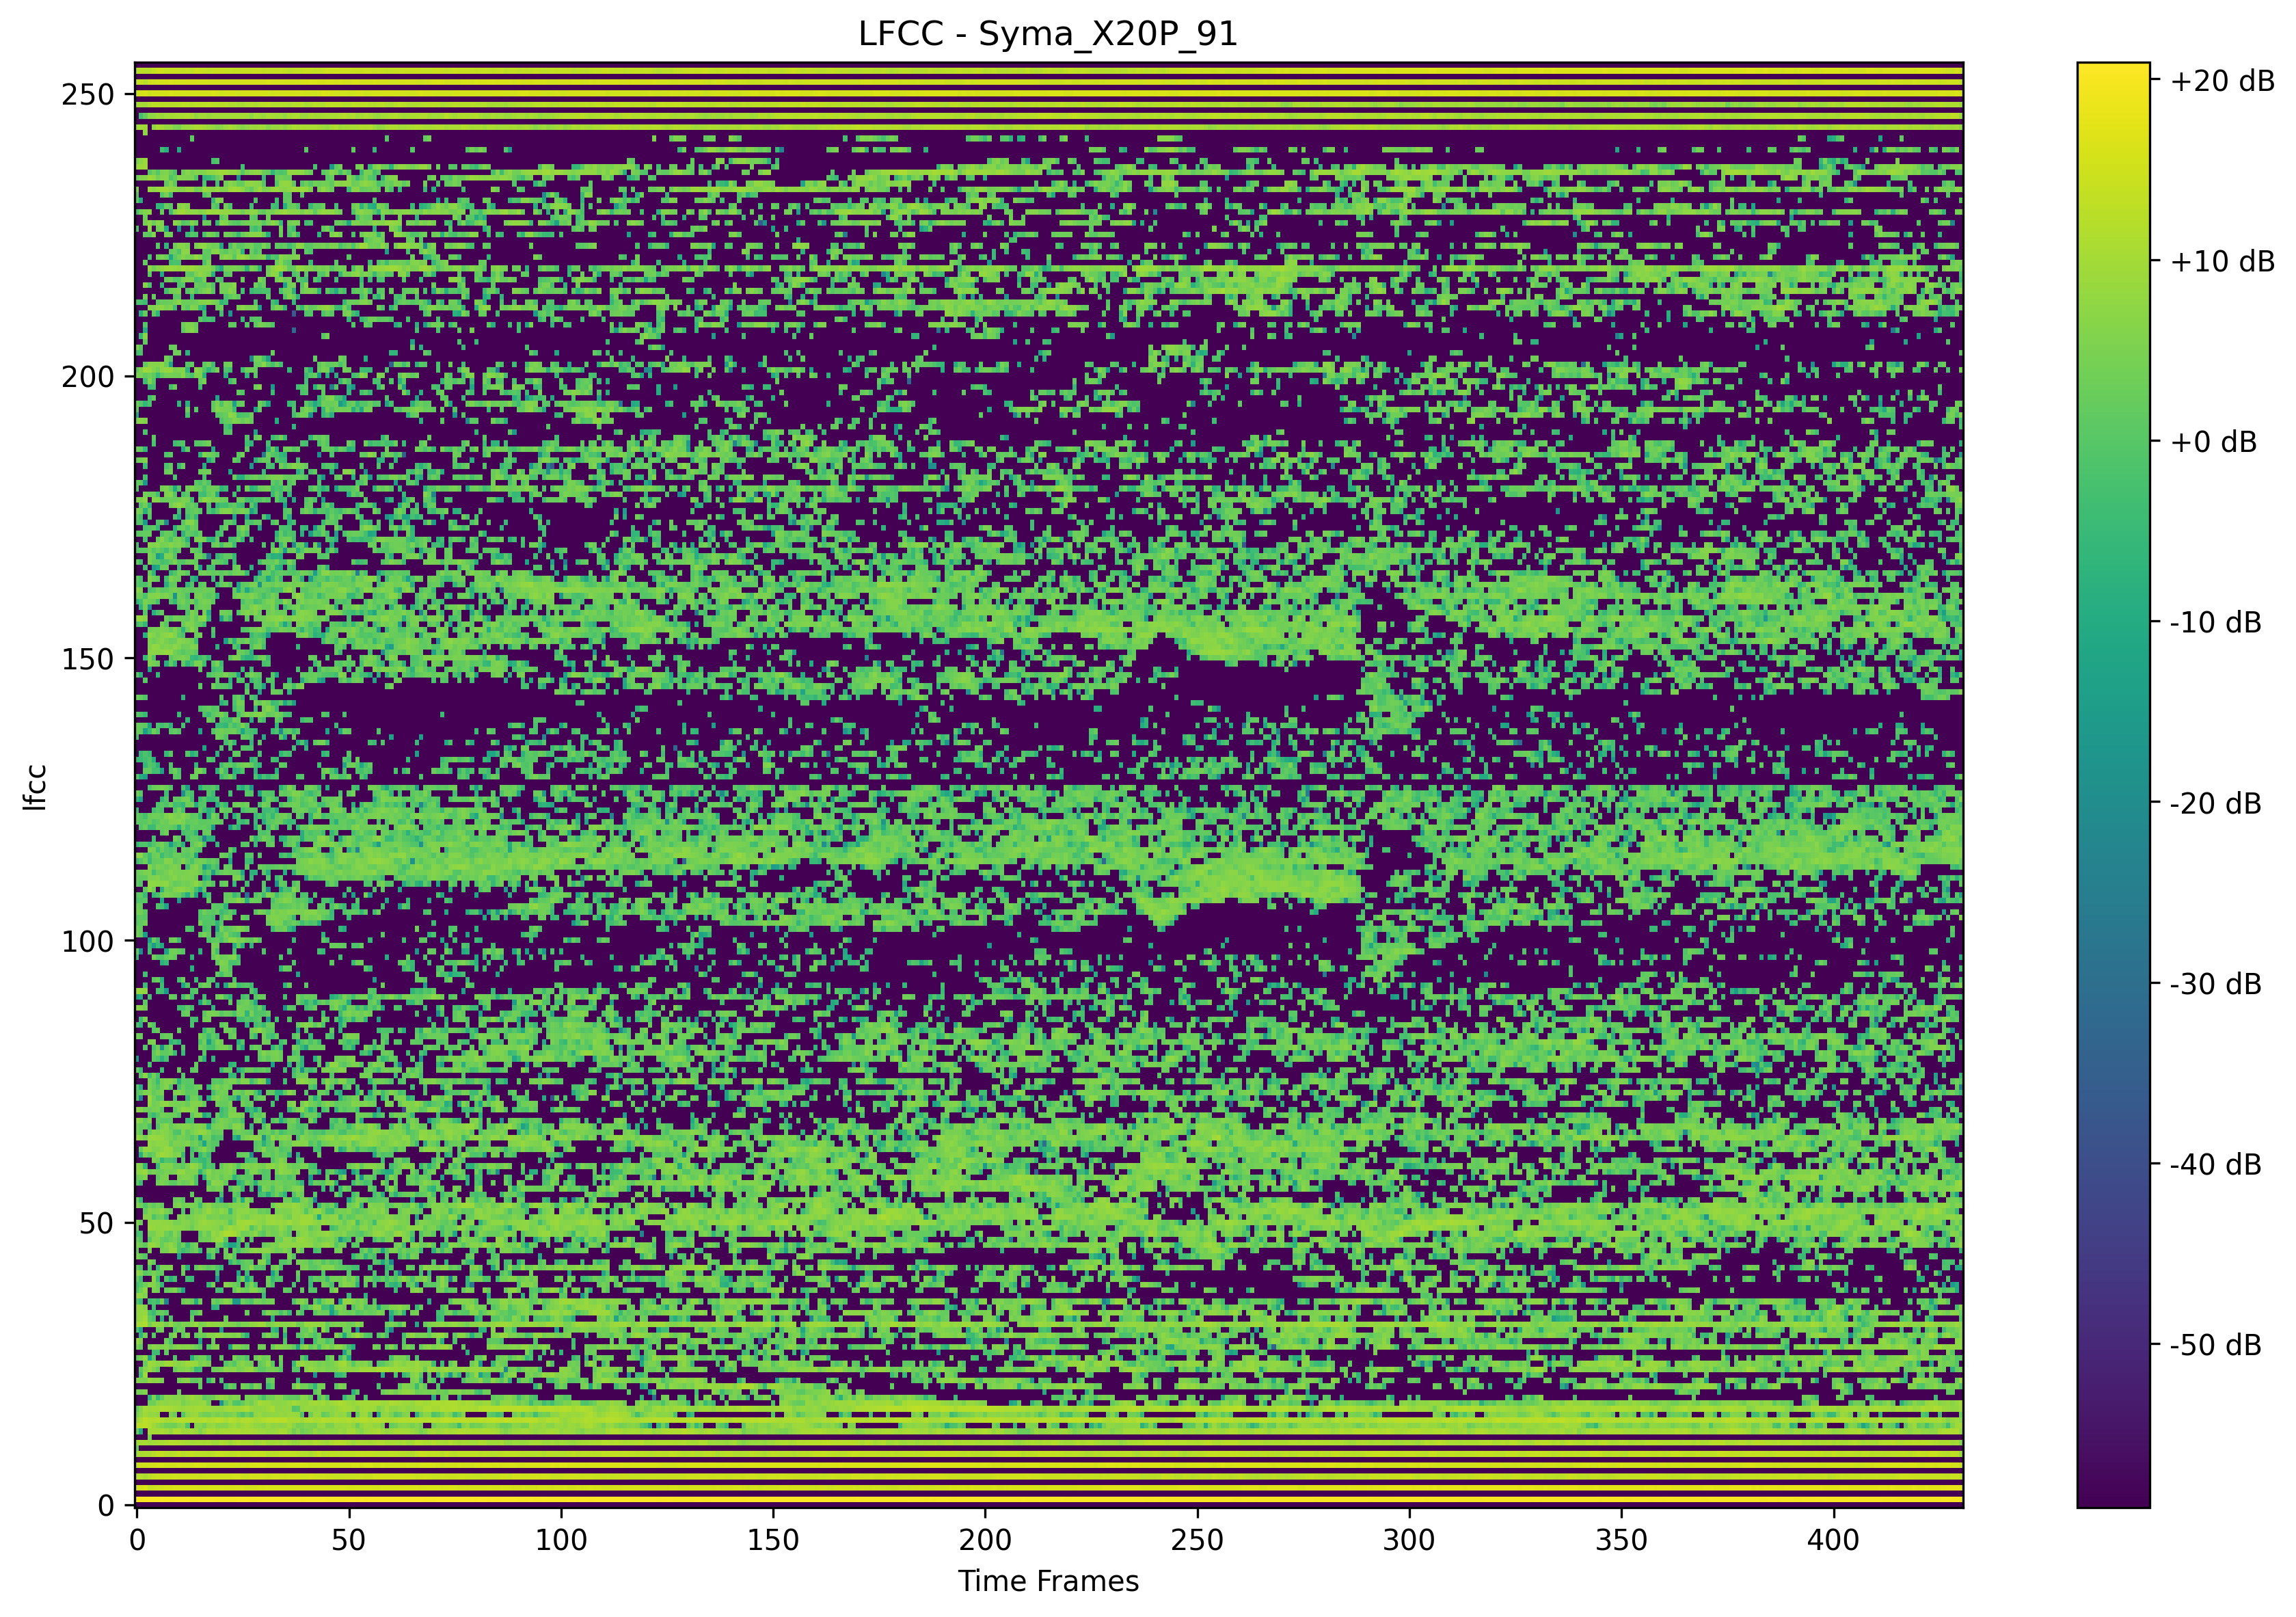 LFCC - Syma_X20P_91
250
200
150
100
50
0
lfcc
0 50 100 150 200 250 300 350 400
Time Frames
+20 dB
+10 dB
+0 dB
-10 dB
-20 dB
-30 dB
-40 dB
-50 dB